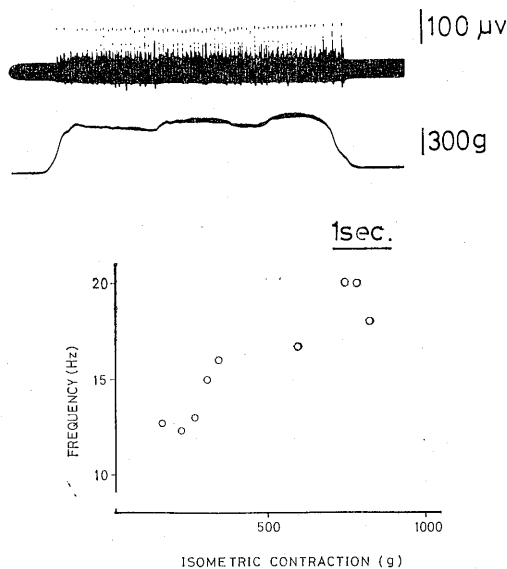 100 µv
300g
1sec.
FREQUENCY (Hz)
20
15
10
500
1000
ISOMETRIC CONTRACTION (g)